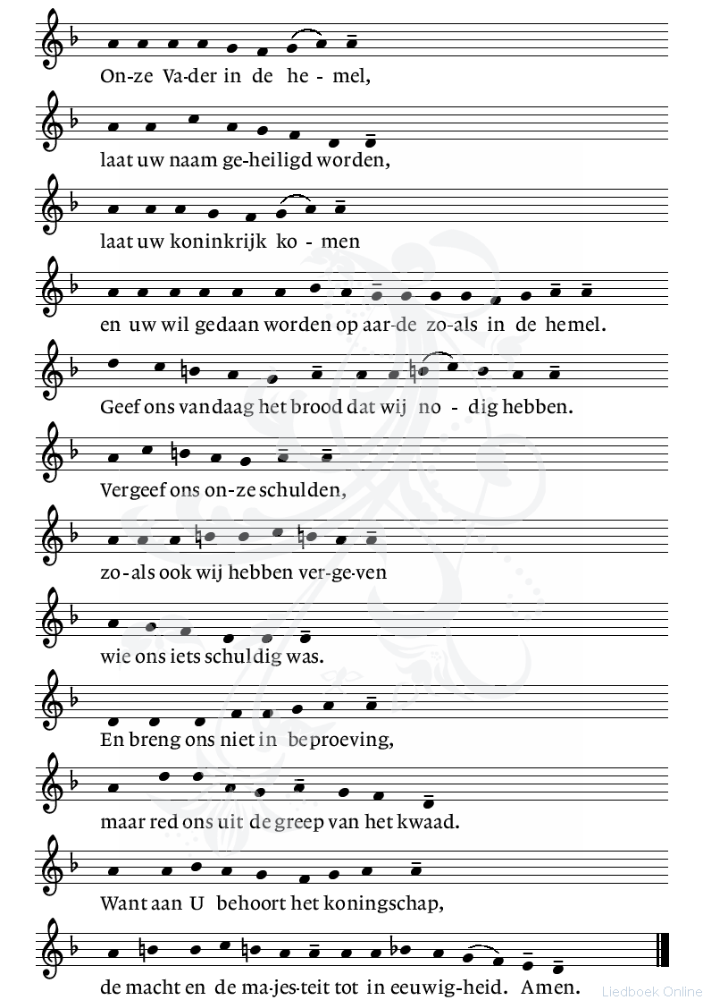 On-ze Va-der in de he - mel,
laat uw naam ge-heiligd worden,
laat uw koninkrijk ko - men
en uw wil gedaan worden op aar-de zo-als in de hemel.
Geef ons vandaag het brood dat wij no - dig hebben.
Vergeef ons on-ze schulden,
zo-als ook wij hebben ver-ge-ven
wie ons iets schuldig was.
En breng ons niet in beproeving,
maar red ons uit de greep van het kwaad.
Want aan U behoort het koningschap,
de macht en de ma-jes-teit tot in eeuwig-heid. Amen.
Liedboek Online